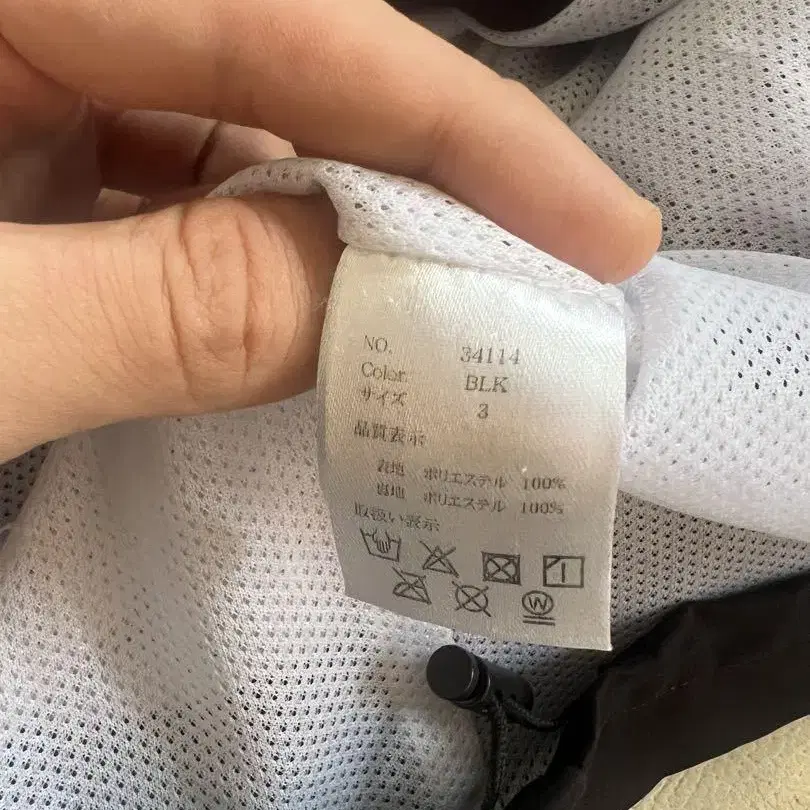 NO. 34114
Color. BLK
サイズ 3
品質表示
表地 ポリエステル 100%
裏地 ポリエステル 100%
取扱い表示
W